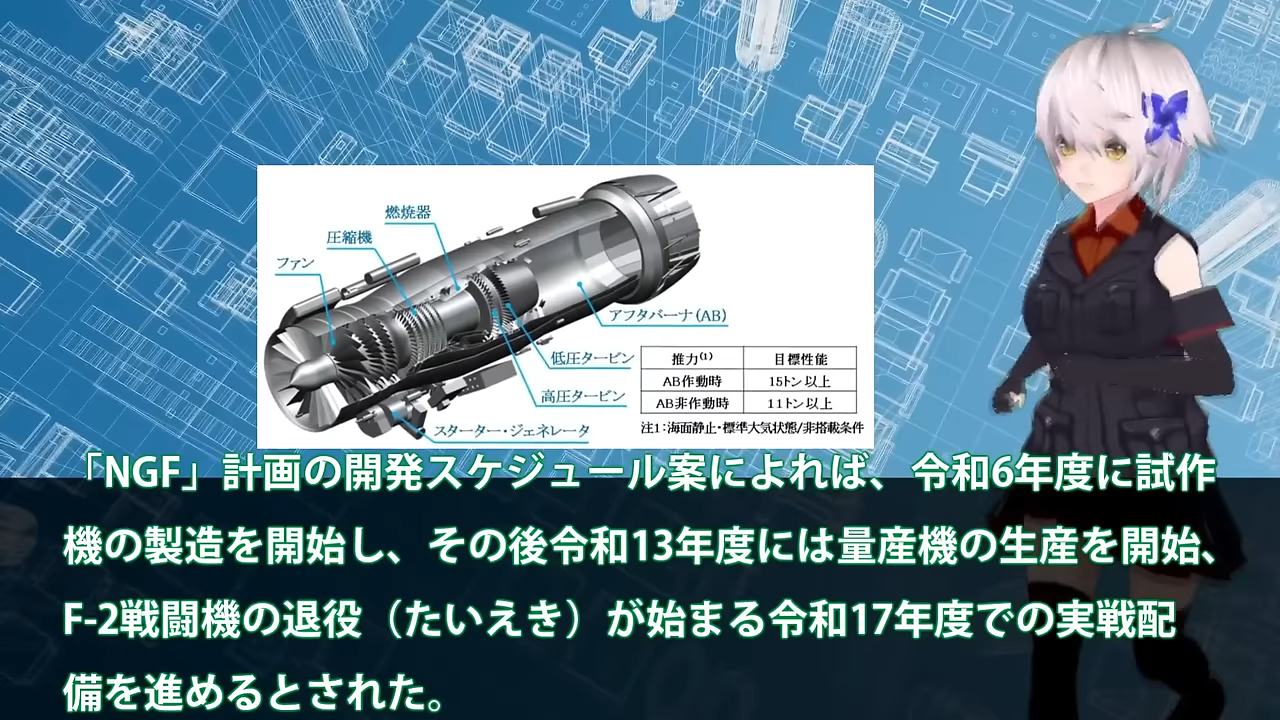 燃焼器
圧縮機
ファン
アフタバーナ(AB)
低圧タービン
高圧タービン
スターター・ジェネレータ
推力(1) 目標性能
AB作動時 15トン以上
AB非作動時 11トン以上
注1:海面静止・標準大気状態/非搭載条件
「NGF」計画の開発スケジュール案によれば、令和6年度に試作
機の製造を開始し、その後令和13年度には量産機の生産を開始、
F-2戦闘機の退役（たいえき）が始まる令和17年度での実戦配
備を進めるとされた。